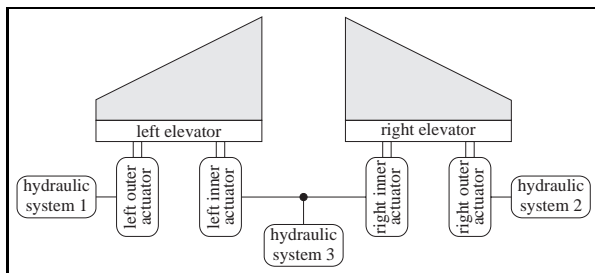 left elevator
right elevator
hydraulic
system 1
left outer
actuator
left inner
actuator
right inner
actuator
right outer
actuator
hydraulic
system 2
hydraulic
system 3